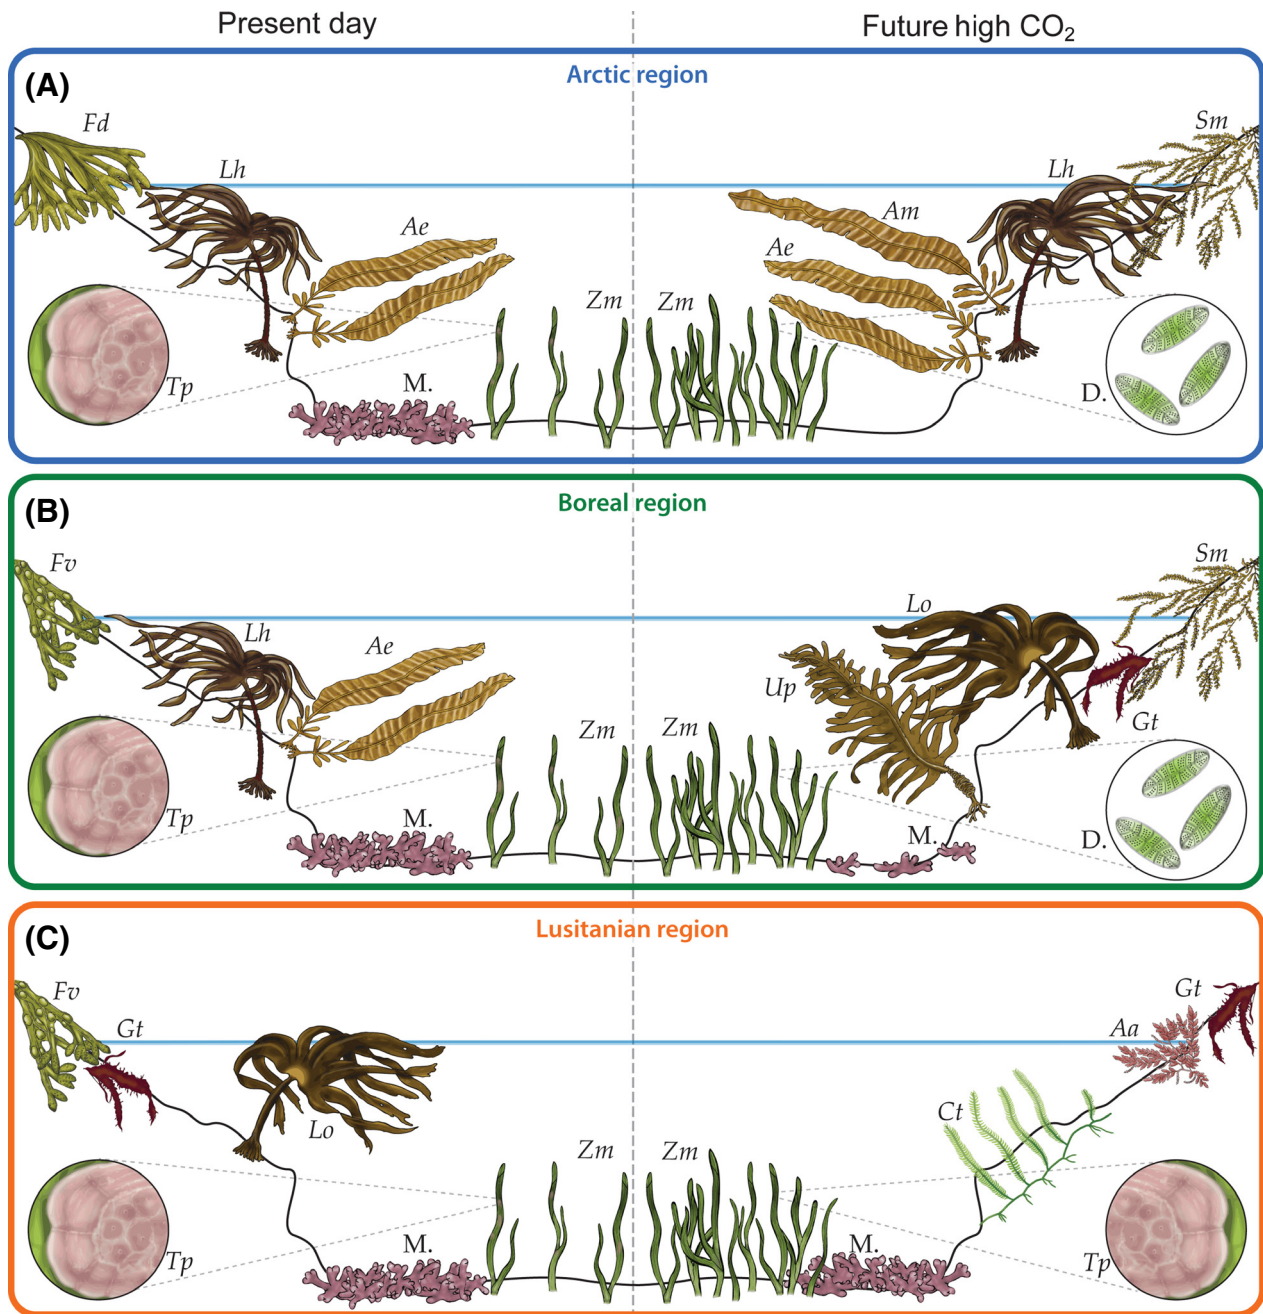 Present day
Future high CO₂
(A)
Arctic region
Fd
Lh
Ae
Zm
Zm
Am
Ae
Lh
Sm
Tp
M.
D.
(B)
Boreal region
Fv
Lh
Ae
Zm
Zm
Up
Lo
Gt
Sm
Tp
M.
M.
D.
(C)
Lusitanian region
Fv
Gt
Lo
Zm
Zm
Ct
Aa
Gt
Tp
M.
M.
Tp